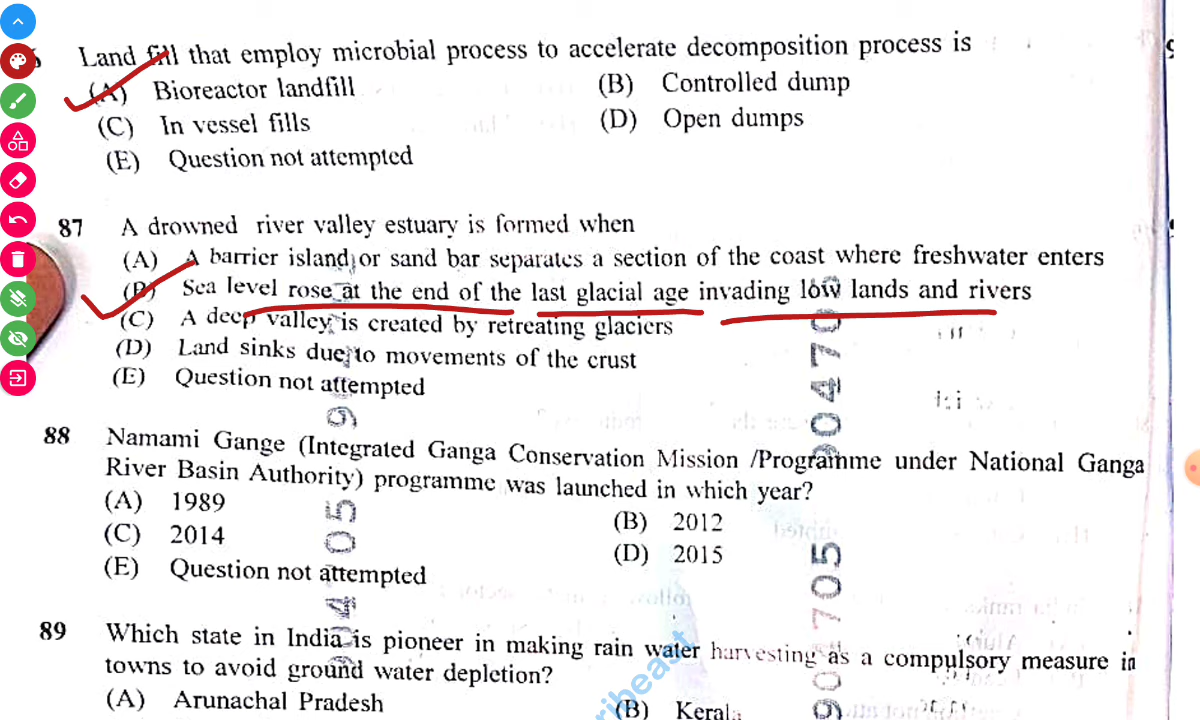 Land fill that employ microbial process to accelerate decomposition process is
(A) Bioreactor landfill (B) Controlled dump
(C) In vessel fills (D) Open dumps
(E) Question not attempted
87 A drowned river valley estuary is formed when
(A) A barrier island or sand bar separates a section of the coast where freshwater enters
(B) Sea level rose at the end of the last glacial age invading low lands and rivers
(C) A deep valley is created by retreating glaciers
(D) Land sinks due to movements of the crust
(E) Question not attempted
88 Namami Gange (Integrated Ganga Conservation Mission /Programme under National Ganga
River Basin Authority) programme was launched in which year?
(A) 1989 (B) 2012
(C) 2014 (D) 2015
(E) Question not attempted
89 Which state in India is pioneer in making rain water harvesting as a compulsory measure in
towns to avoid ground water depletion?
(A) Arunachal Pradesh (B) Kerala